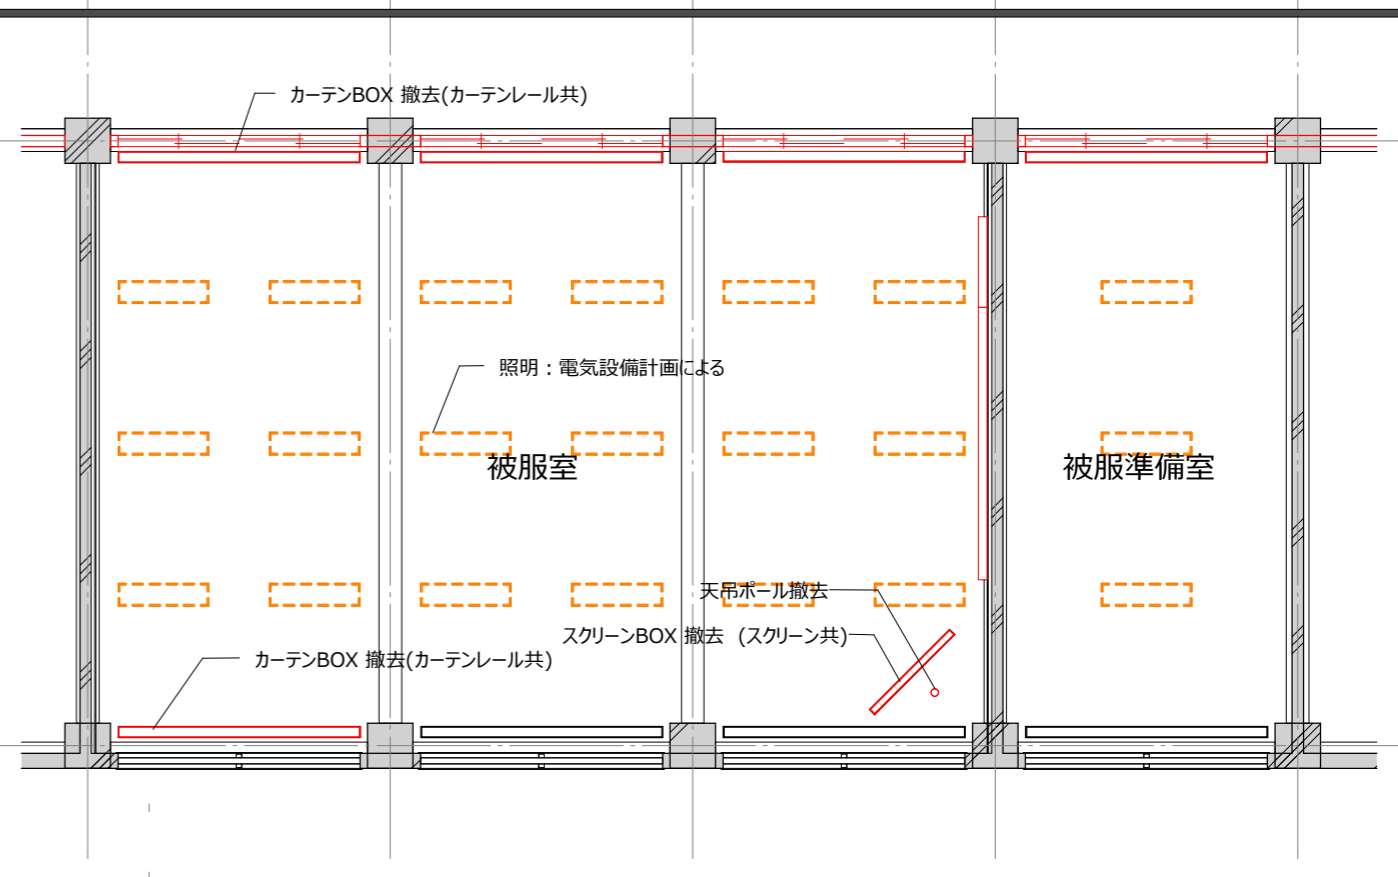 カーテンBOX 撤去(カーテンレール共)
照明：電気設備計画による
被服室
被服準備室
天吊ポール撤去
スクリーンBOX 撤去 (スクリーン共)
カーテンBOX 撤去(カーテンレール共)